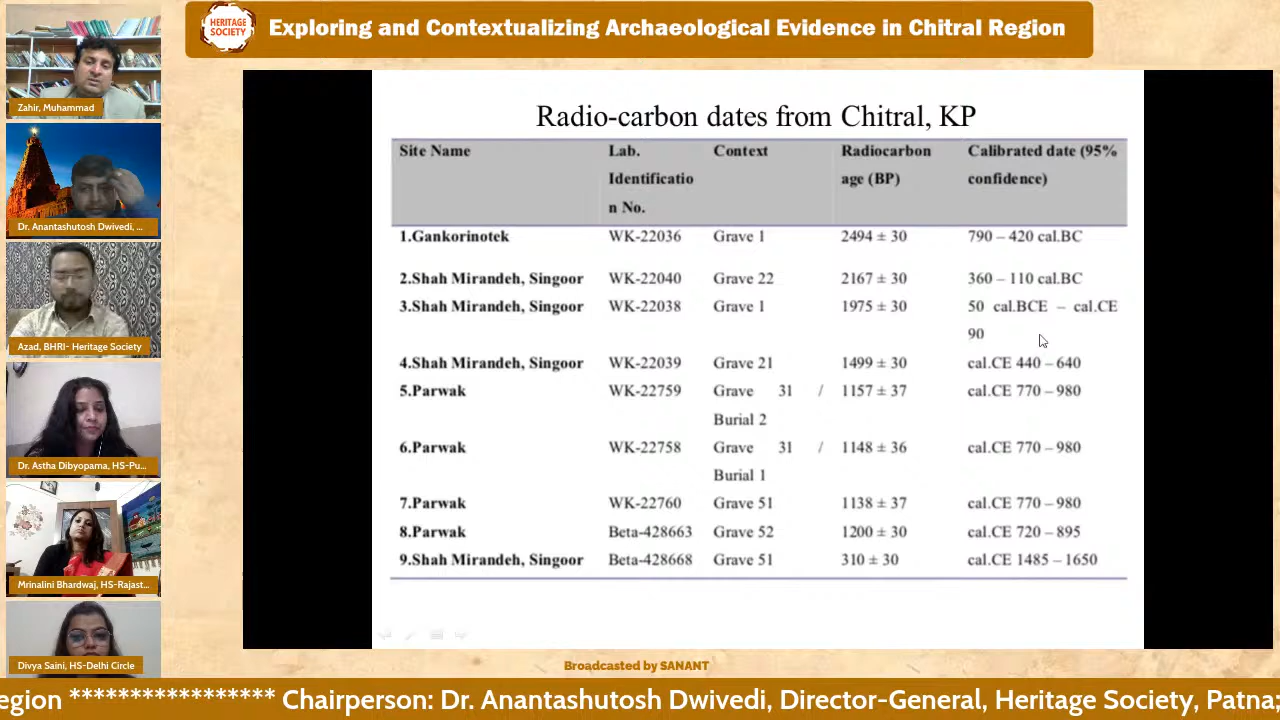 HERITAGE
SOCIETY
Exploring and Contextualizing Archaeological Evidence in Chitral Region
Zahir, Muhammad
Dr. Anantashutosh Dwivedi, ...
Azad, BHRI- Heritage Society
Dr. Astha Dibyopama, HS-Pu...
Mrinalini Bhardwaj, HS-Rajast...
Divya Saini, HS-Delhi Circle
Radio-carbon dates from Chitral, KP
Site Name Lab. Context Radiocarbon Calibrated date (95%
Identificatio age (BP) confidence)
n No.
1.Gankorinotek WK-22036 Grave 1 2494 ± 30 790 – 420 cal.BC
2.Shah Mirandeh, Singoor WK-22040 Grave 22 2167 ± 30 360 – 110 cal.BC
3.Shah Mirandeh, Singoor WK-22038 Grave 1 1975 ± 30 50 cal.BCE – cal.CE
90
4.Shah Mirandeh, Singoor WK-22039 Grave 21 1499 ± 30 cal.CE 440 – 640
5.Parwak WK-22759 Grave 31 / 1157 ± 37 cal.CE 770 – 980
Burial 2
6.Parwak WK-22758 Grave 31 / 1148 ± 36 cal.CE 770 – 980
Burial 1
7.Parwak WK-22760 Grave 51 1138 ± 37 cal.CE 770 – 980
8.Parwak Beta-428663 Grave 52 1200 ± 30 cal.CE 720 – 895
9.Shah Mirandeh, Singoor Beta-428668 Grave 51 310 ± 30 cal.CE 1485 – 1650
Broadcasted by SANANT
egion ***************** Chairperson: Dr. Anantashutosh Dwivedi, Director-General, Heritage Society, Patna;